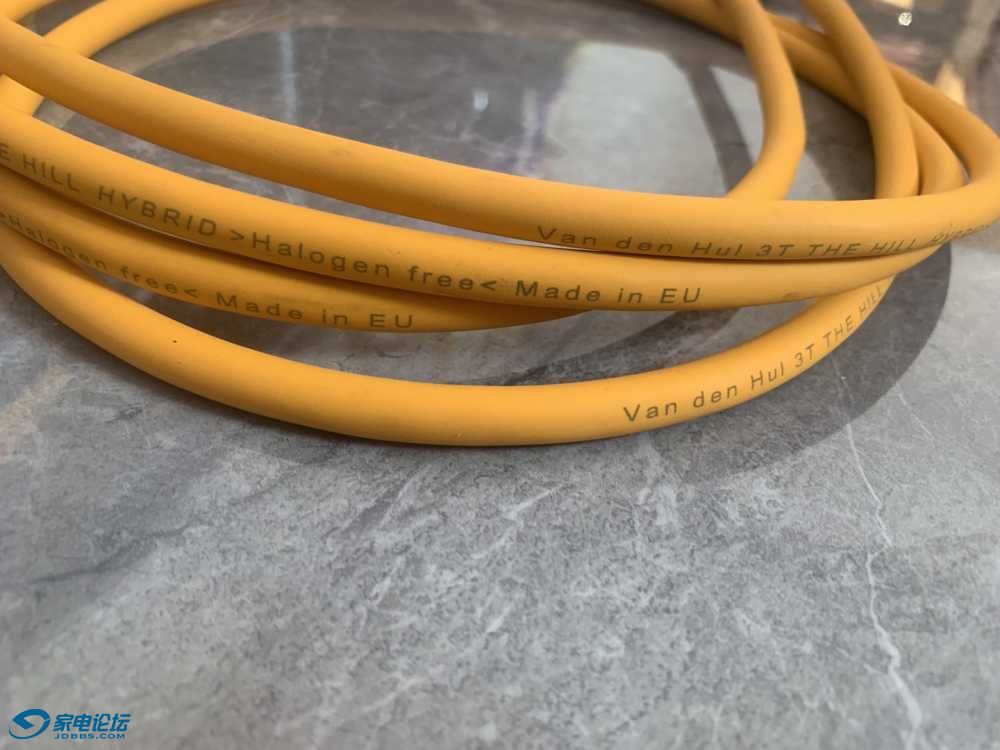 Van den Hul 3T THE HILL HYBRID
HILL HYBRID >Halogen free< Made in EU
>Halogen free< Made in EU
Van den Hul 3T THE HILL
家电论坛
JDBBS.COM